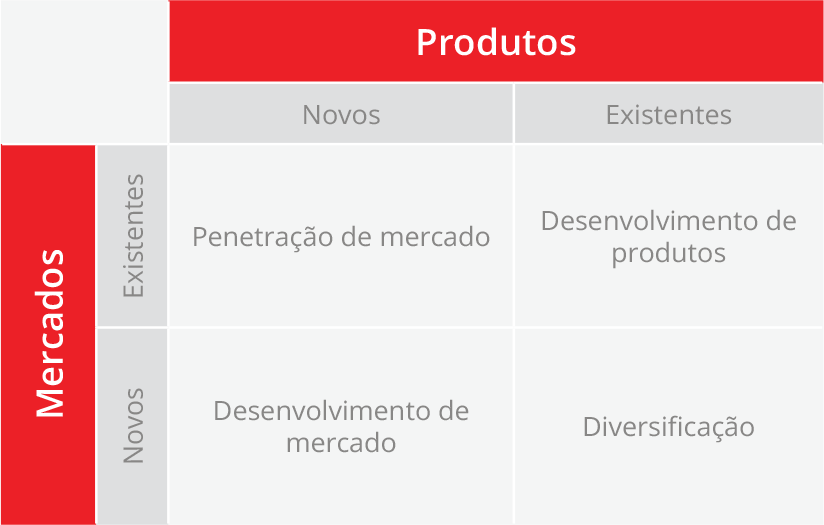 Produtos
Novos
Existentes
Mercados
Existentes
Penetração de mercado
Desenvolvimento de
produtos
Novos
Desenvolvimento de
mercado
Diversificação